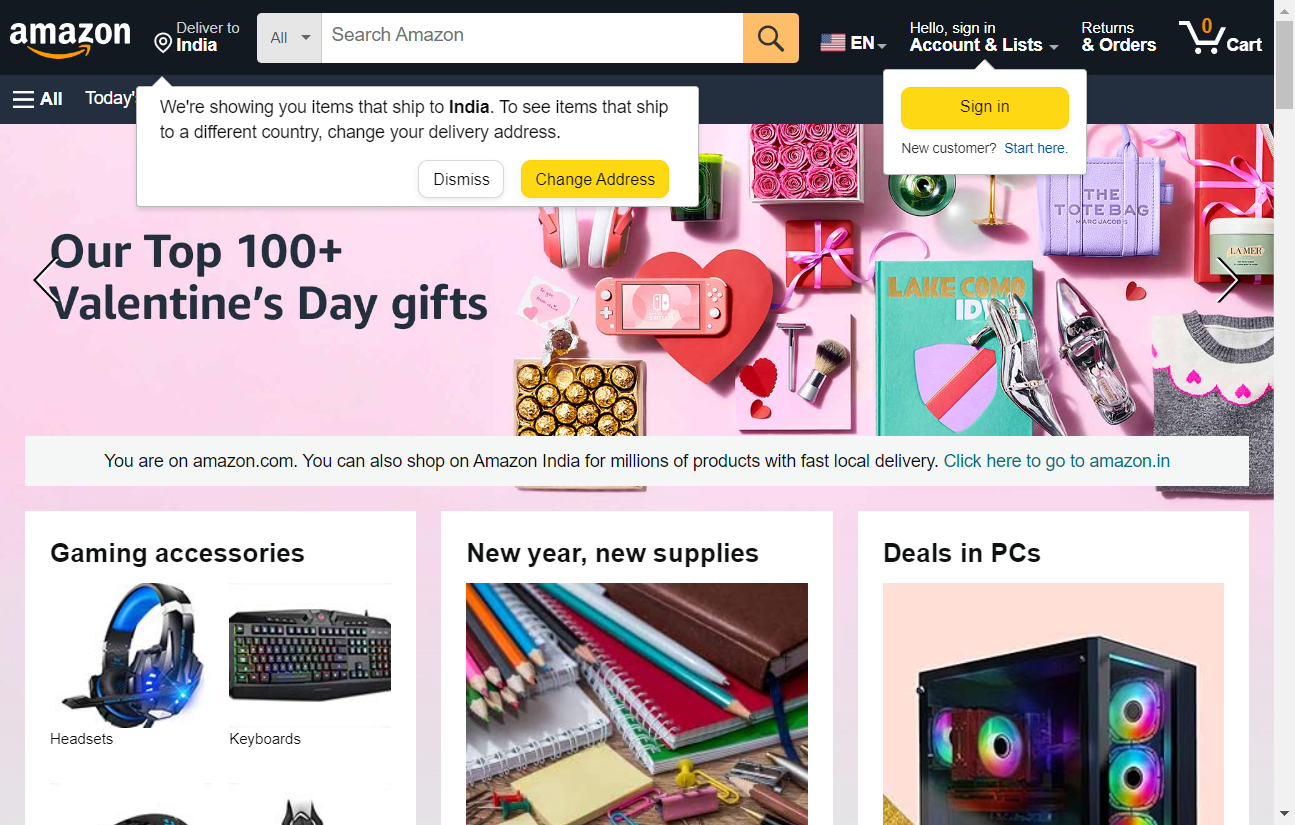 amazon
Deliver to
India
All
Search Amazon
EN
Hello, sign in
Account & Lists
Returns
& Orders
0
Cart
All
Today'
We're showing you items that ship to India. To see items that ship
to a different country, change your delivery address.
Dismiss
Change Address
Sign in
New customer? Start here.
Our Top 100+
Valentine's Day gifts
THE
TOTE BAG
MARC JACOBS
LA MER
LAKE COMO
SWITCH
You are on amazon.com. You can also shop on Amazon India for millions of products with fast local delivery. Click here to go to amazon.in
Gaming accessories
Headsets
Keyboards
New year, new supplies
Deals in PCs